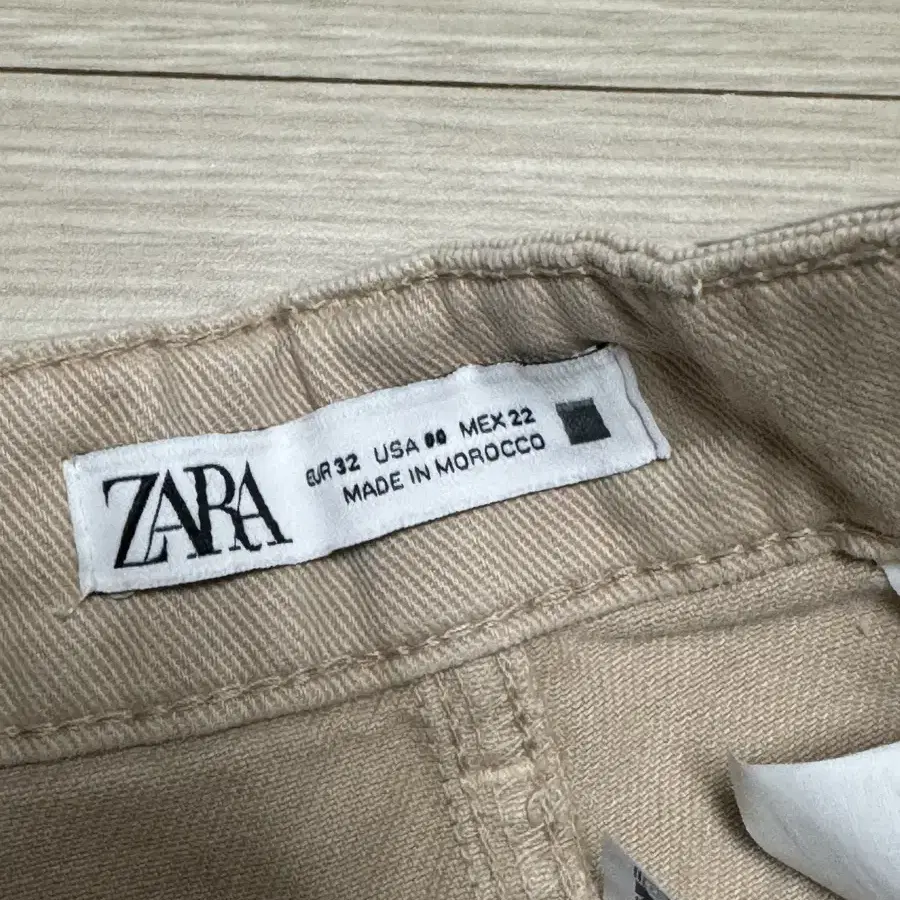 ZARA
EUR 32 USA 00 MEX 22
MADE IN MOROCCO